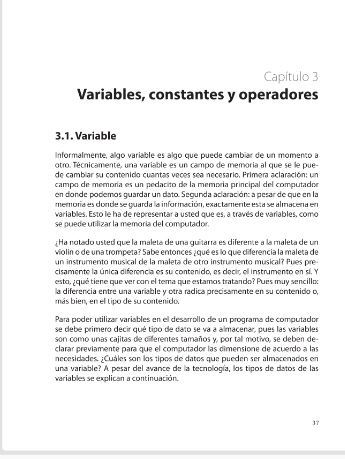 Capítulo 3
Variables, constantes y operadores
3.1. Variable
Informalmente, algo variable es algo que puede cambiar de un momento a
otro. Técnicamente, una variable es un campo de memoria al que se le pue-
de cambiar su contenido cuantas veces sea necesario. Primera aclaración: un
campo de memoria es un pedacito de la memoria principal del computador
en donde podemos guardar un dato. Segunda aclaración: a pesar de que en la
memoria es donde se guarda la información, exactamente esta se almacena en
variables. Esto le ha de representar a usted que es, a través de variables, como
se puede utilizar la memoria del computador.
¿Ha notado usted que la maleta de una guitarra es diferente a la maleta de un
violín o de una trompeta? Sabe entonces ¿qué es lo que diferencia la maleta de
un instrumento musical de la maleta de otro instrumento musical? Pues pre-
cisamente la única diferencia es su contenido, es decir, el instrumento en sí. Y
esto, ¿qué tiene que ver con el tema que estamos tratando? Pues muy sencillo:
la diferencia entre una variable y otra radica precisamente en su contenido o,
más bien, en el tipo de su contenido.
Para poder utilizar variables en el desarrollo de un programa de computador
se debe primero decir qué tipo de dato se va a almacenar, pues las variables
son como unas cajitas de diferentes tamaños y, por tal motivo, se deben de-
clarar previamente para que el computador las dimensione de acuerdo a las
necesidades. ¿Cuáles son los tipos de datos que pueden ser almacenados en
una variable? A pesar del avance de la tecnología, los tipos de datos de las
variables se explican a continuación.
37